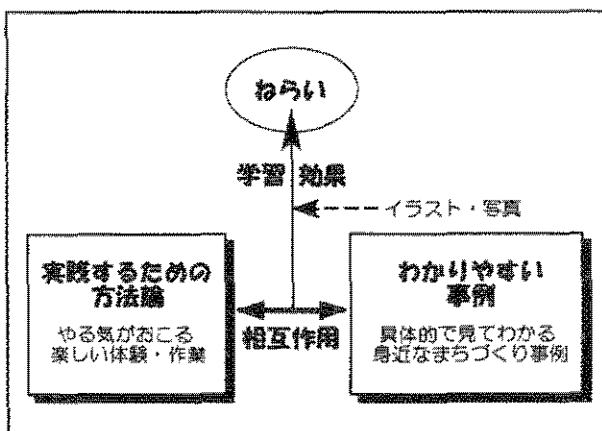 ねらい
学習 効果
イラスト・写真
実践するための
方法論
やる気がおこる
楽しい体験・作業
相互作用
わかりやすい
事例
具体的で見てわかる
身近なまちづくり事例